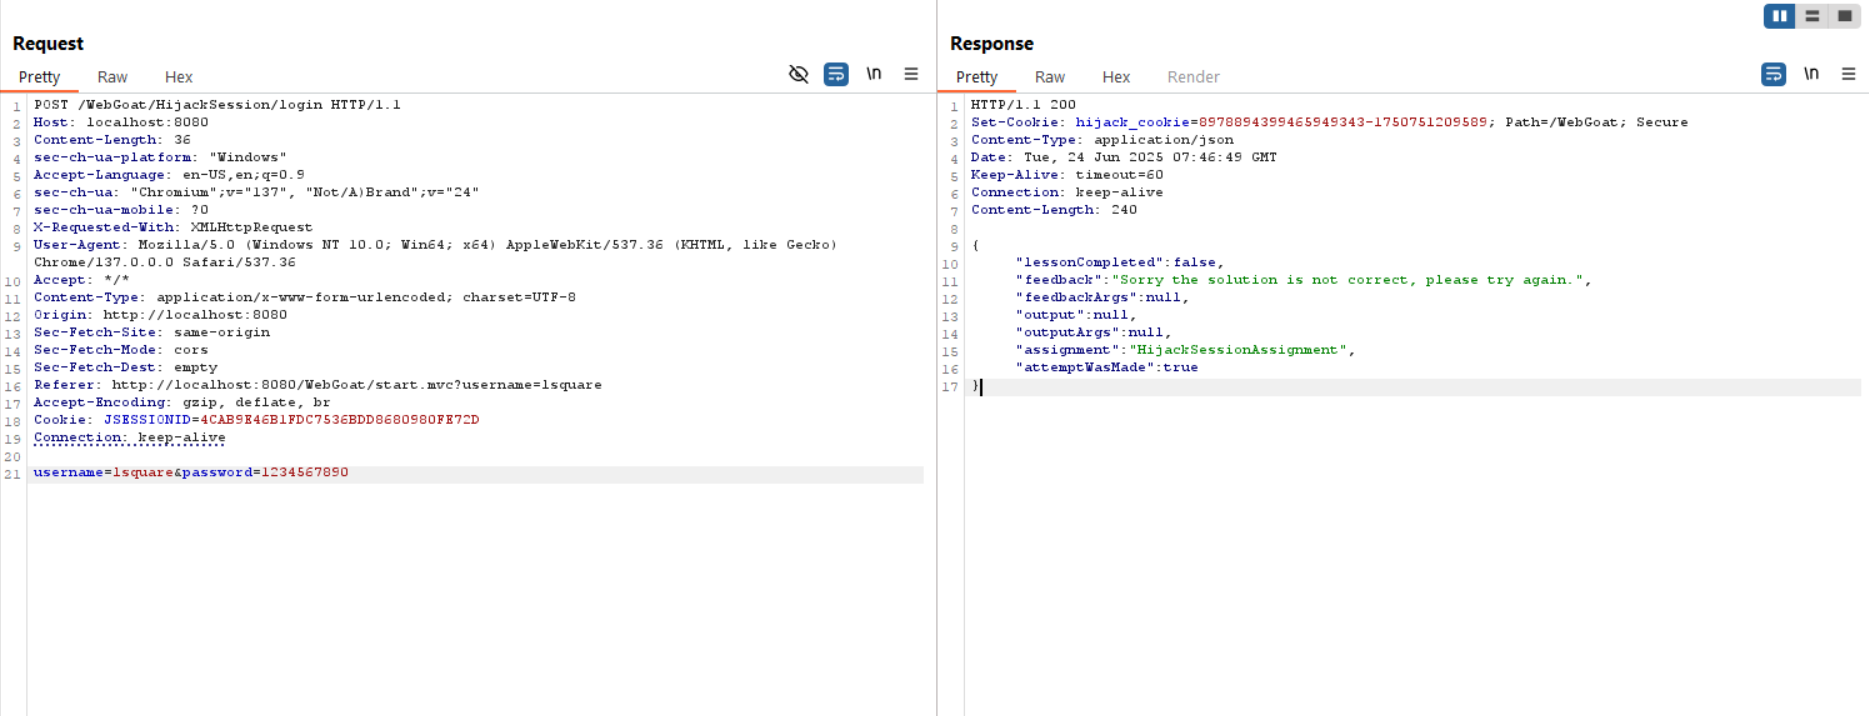 Request
Pretty Raw Hex
\n
1 POST /WebGoat/HijackSession/login HTTP/1.1
2 Host: localhost:8080
3 Content-Length: 36
4 sec-ch-ua-platform: "Windows"
5 Accept-Language: en-US,en;q=0.9
6 sec-ch-ua: "Chromium";v="137", "Not/A)Brand";v="24"
7 sec-ch-ua-mobile: ?0
8 X-Requested-With: XMLHttpRequest
9 User-Agent: Mozilla/5.0 (Windows NT 10.0; Win64; x64) AppleWebKit/537.36 (KHTML, like Gecko)
Chrome/137.0.0.0 Safari/537.36
10 Accept: */*
11 Content-Type: application/x-www-form-urlencoded; charset=UTF-8
12 Origin: http://localhost:8080
13 Sec-Fetch-Site: same-origin
14 Sec-Fetch-Mode: cors
15 Sec-Fetch-Dest: empty
16 Referer: http://localhost:8080/WebGoat/start.mvc?username=lsquare
17 Accept-Encoding: gzip, deflate, br
18 Cookie: JSESSIONID=4CAB9E46B1FDC7536BDD8680980FE72D
19 Connection: keep-alive
20
21 username=lsquare&password=1234567890
Response
Pretty Raw Hex Render
\n
1 HTTP/1.1 200
2 Set-Cookie: hijack_cookie=8978894399465949343-1750751209589; Path=/WebGoat; Secure
3 Content-Type: application/json
4 Date: Tue, 24 Jun 2025 07:46:49 GMT
5 Keep-Alive: timeout=60
6 Connection: keep-alive
7 Content-Length: 240
8
9 {
10 "lessonCompleted":false,
11 "feedback":"Sorry the solution is not correct, please try again.",
12 "feedbackArgs":null,
13 "output":null,
14 "outputArgs":null,
15 "assignment":"HijackSessionAssignment",
16 "attemptWasMade":true
17 }